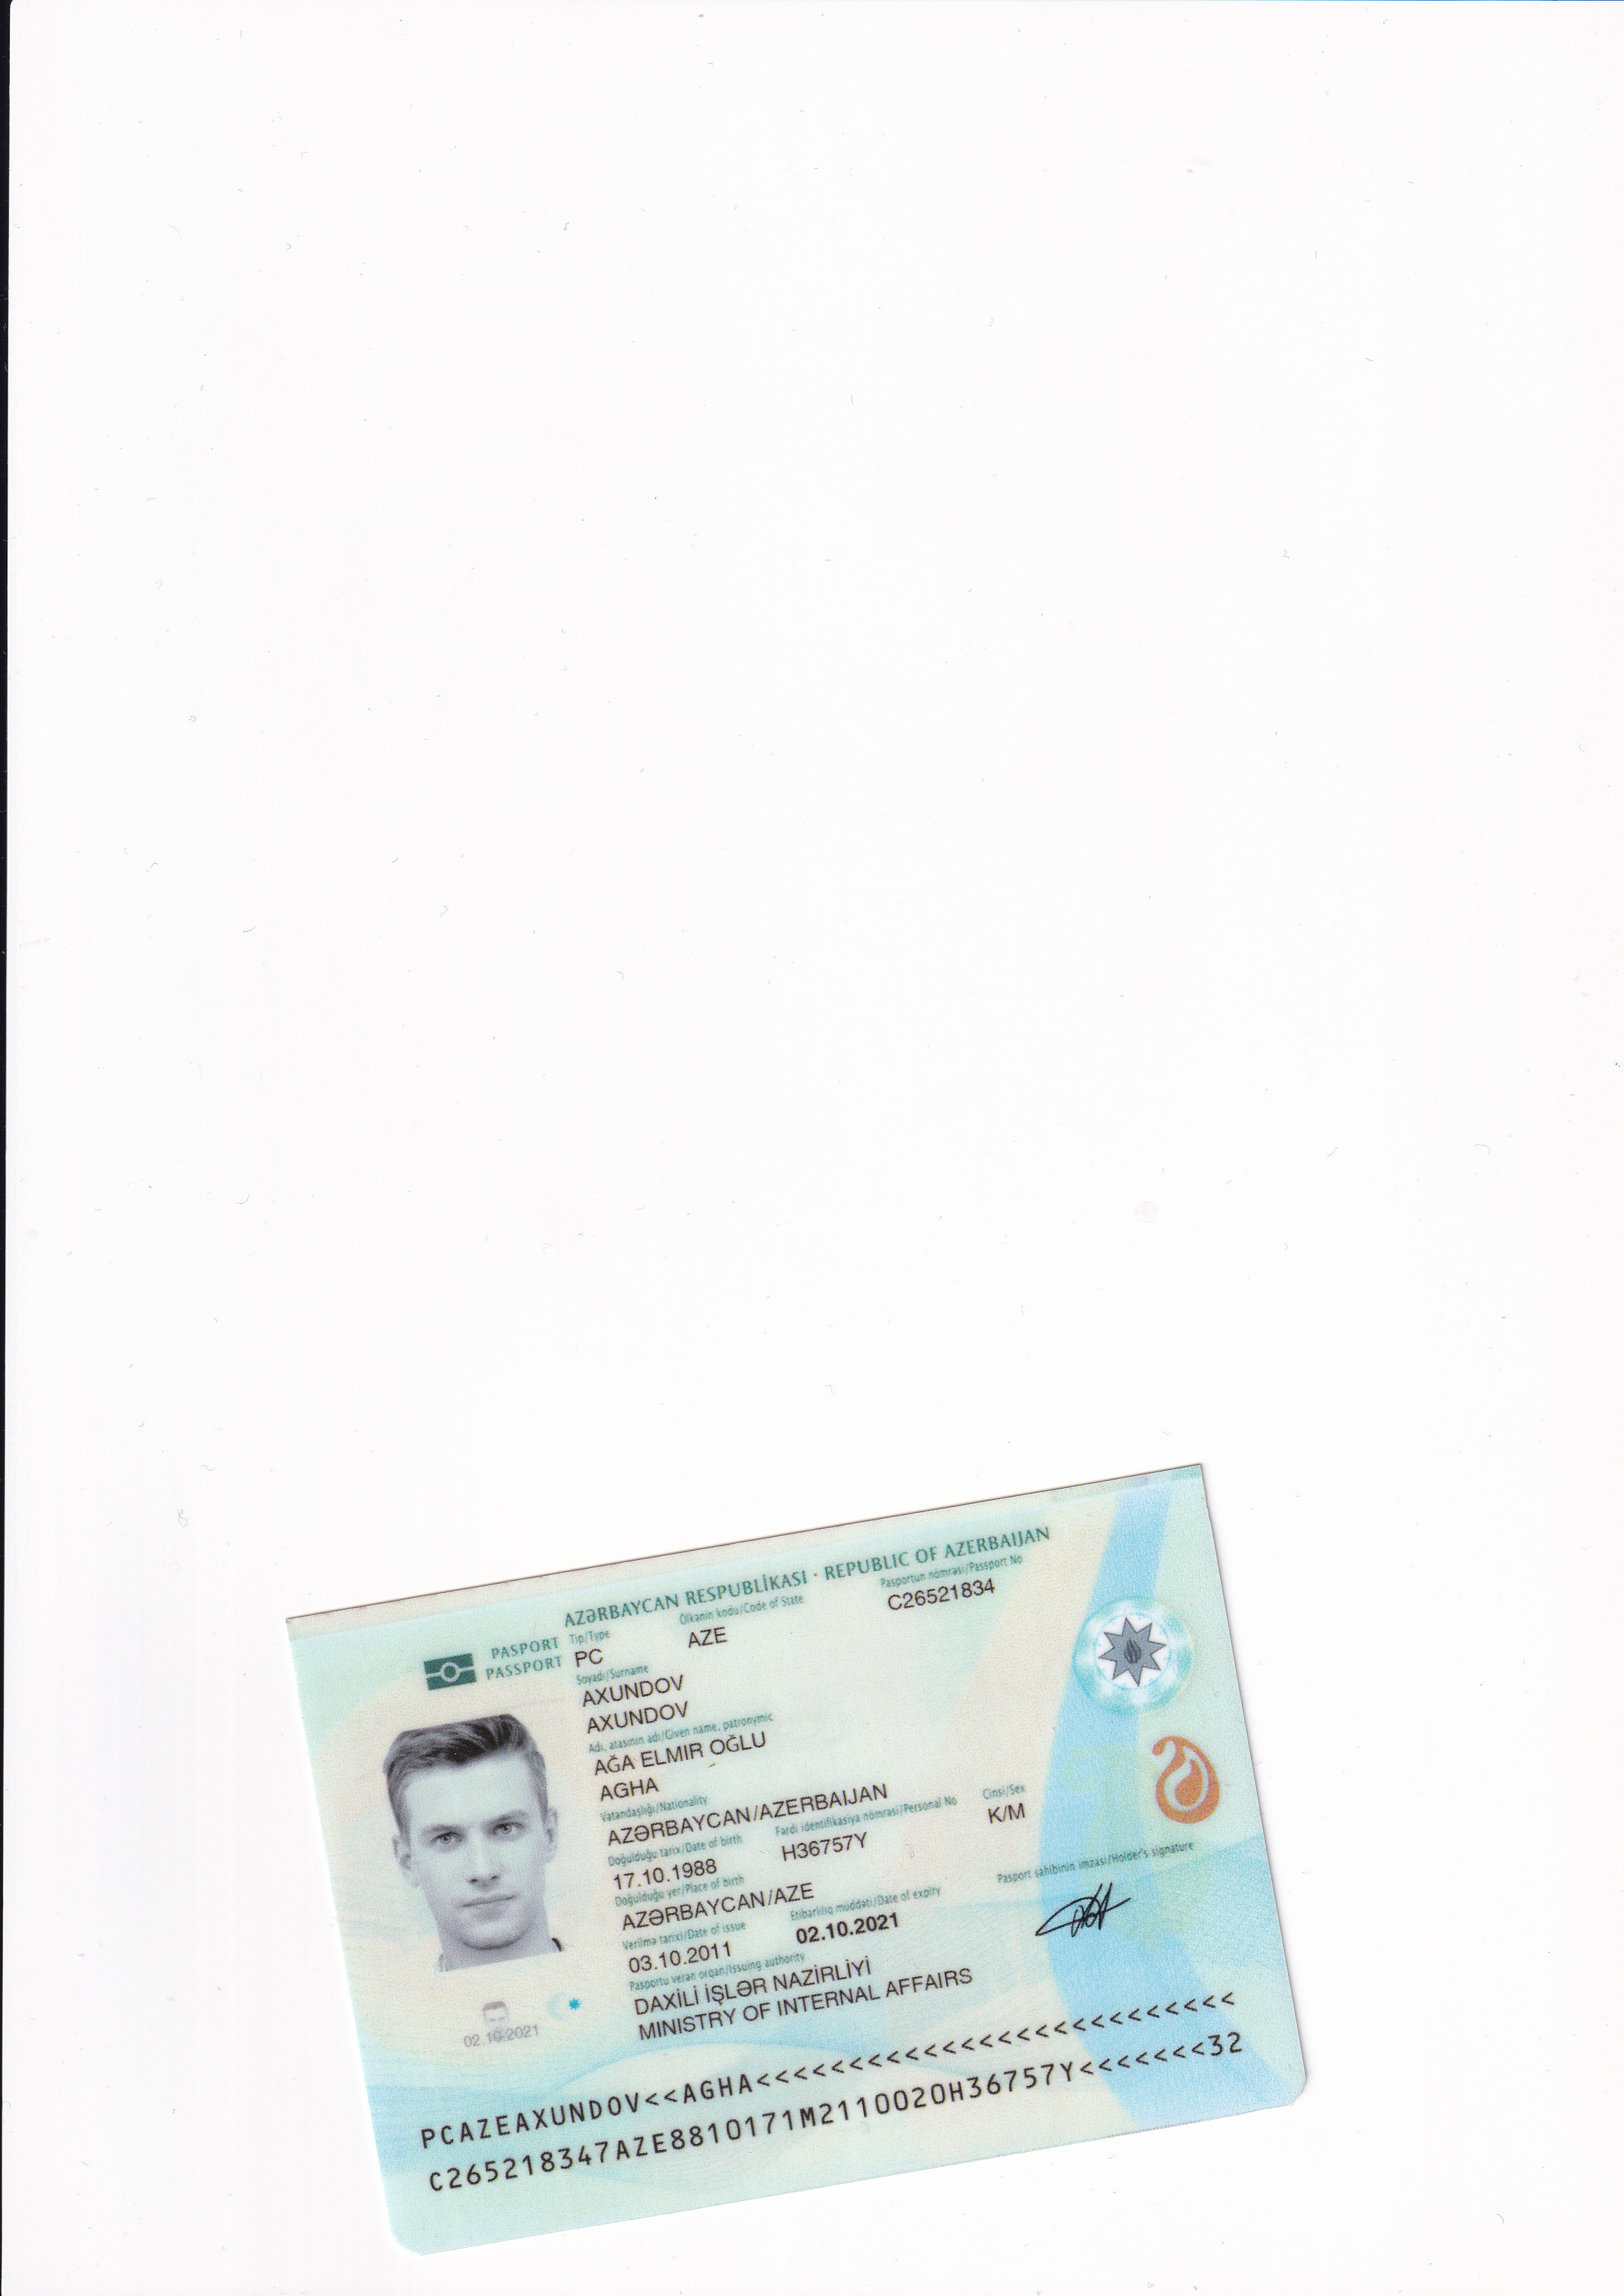 AZƏRBAYCAN RESPUBLİKASI · REPUBLIC OF AZERBAIJAN
PASPORT
PASSPORT
Tip/Type
Ölkənin kodu/Code of State
Pasportun nömrəsi/Passport No
PC
AZE
C26521834
Soyadı/Surname
AXUNDOV
AXUNDOV
Adı, atasının adı/Given name, patronymic
AĞA ELMIR OĞLU
AGHA
Vətəndaşlığı/Nationality
AZƏRBAYCAN/AZERBAIJAN
Doğulduğu tarix/Date of birth
Fərdi identifikasiya nömrəsi/Personal No
Cinsi/Sex
17.10.1988
H36757Y
K/M
Doğulduğu yer/Place of birth
AZƏRBAYCAN/AZE
Verilmə tarixi/Date of issue
Etibarlılıq müddəti/Date of expiry
Pasport sahibinin imzası/Holder's signature
03.10.2011
02.10.2021
Pasportu verən orqan/Issuing authority
DAXİLİ İŞLƏR NAZİRLİYİ
MINISTRY OF INTERNAL AFFAIRS
02.10.2021
PCAZEAXUNDOV<<AGHA<<<<<<<<<<<<<<<<<<<<<<<<<<
C265218347AZE8810171M2110020H36757Y<<<<<<<32